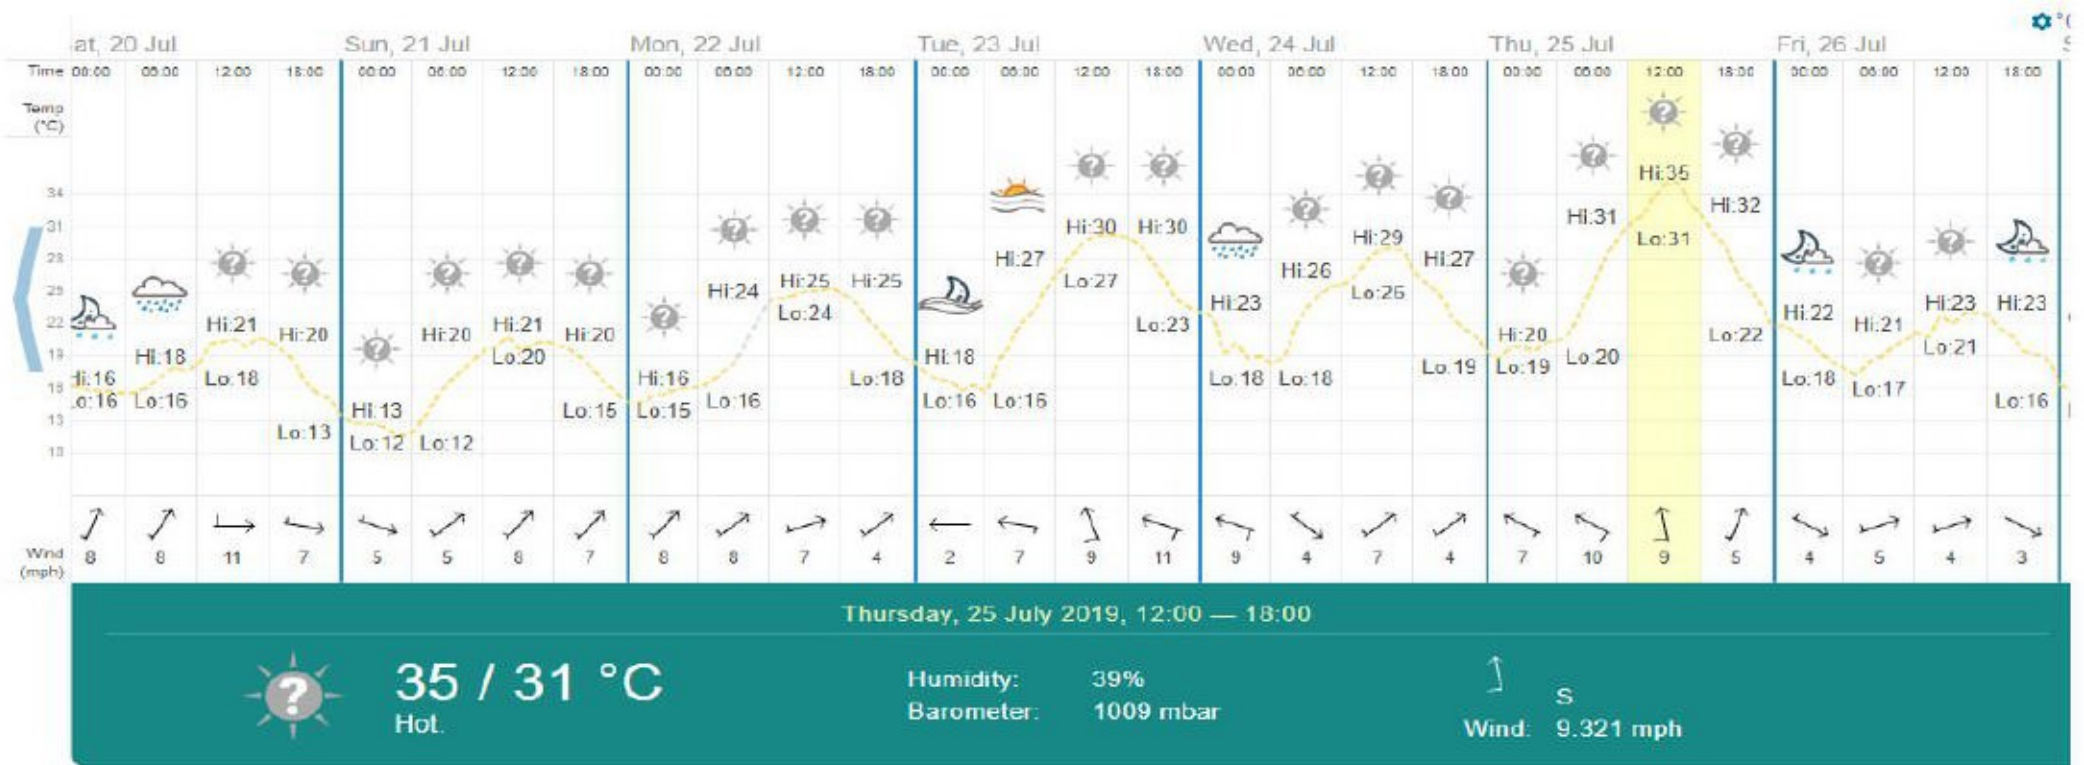 at, 20 Jul Sun, 21 Jul Mon, 22 Jul Tue, 23 Jul Wed, 24 Jul Thu, 25 Jul Fri, 26 Jul
Time 00:00 06:00 12:00 18:00 00:00 06:00 12:00 18:00 00:00 06:00 12:00 18:00 00:00 06:00 12:00 18:00 00:00 06:00 12:00 18:00 00:00 06:00 12:00 18:00 00:00 06:00 12:00 18:00
Temp
(°C)
34
31
28
25
22
19
16
13
10
Hi:16 Hi:18 Hi:21 Hi:20 Hi:13 Hi:20 Hi:21 Hi:20 Hi:16 Hi:24 Hi:25 Hi:25 Hi:18 Hi:27 Hi:30 Hi:30 Hi:23 Hi:26 Hi:29 Hi:27 Hi:20 Hi:31 Hi:35 Hi:32 Hi:22 Hi:21 Hi:23 Hi:23
Lo:16 Lo:16 Lo:18 Lo:13 Lo:12 Lo:12 Lo:20 Lo:15 Lo:15 Lo:16 Lo:24 Lo:18 Lo:16 Lo:16 Lo:27 Lo:23 Lo:18 Lo:18 Lo:19 Lo:19 Lo:20 Lo:31 Lo:22 Lo:18 Lo:17 Lo:21 Lo:16
Wind
(mph)
8 8 11 7 5 5 8 7 8 8 7 4 2 7 9 11 9 4 7 4 7 10 9 5 4 5 4 3
Thursday, 25 July 2019, 12:00 — 18:00
35 / 31 °C
Hot.
Humidity: 39%
Barometer: 1009 mbar
S
Wind: 9.321 mph